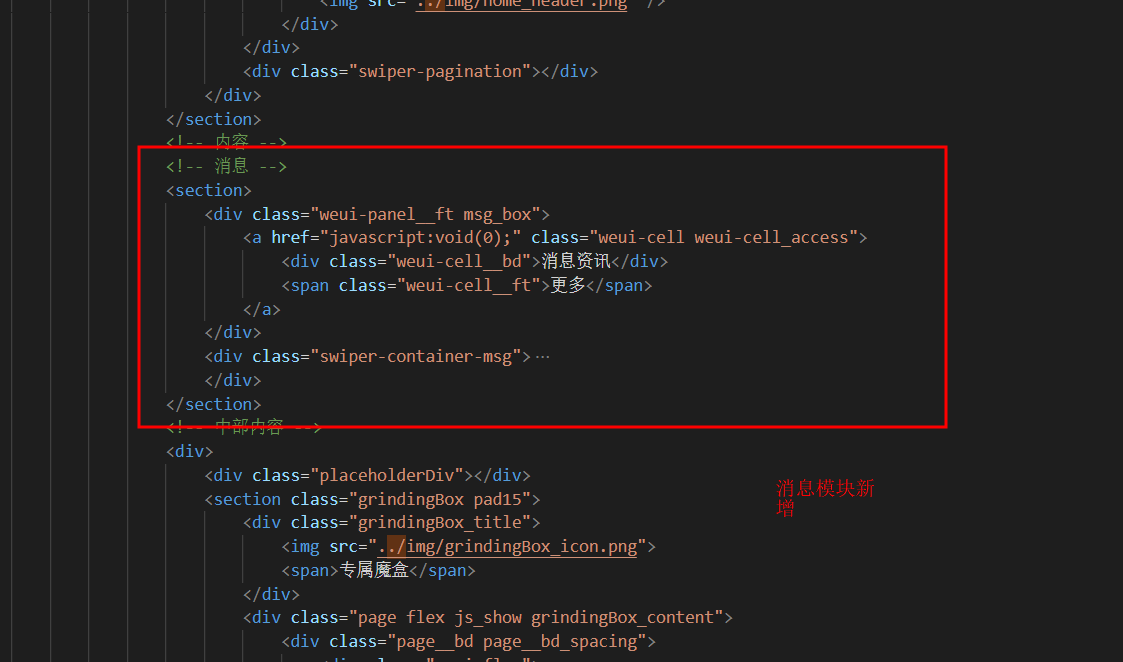 <img src="../img/home_header.png" />
</div>
</div>
<div class="swiper-pagination"></div>
</div>
</section>
<!-- 内容 -->
<!-- 消息 -->
<section>
<div class="weui-panel__ft msg_box">
<a href="javascript:void(0);" class="weui-cell weui-cell_access">
<div class="weui-cell__bd">消息资讯</div>
<span class="weui-cell__ft">更多</span>
</a>
</div>
<div class="swiper-container-msg">…
</div>
</section>
<!-- 中部内容 -->
<div>
<div class="placeholderDiv"></div>
<section class="grindingBox pad15">
消息模块新
增
<div class="grindingBox_title">
<img src="../img/grindingBox_icon.png">
<span>专属魔盒</span>
</div>
<div class="page flex js_show grindingBox_content">
<div class="page__bd page__bd_spacing">